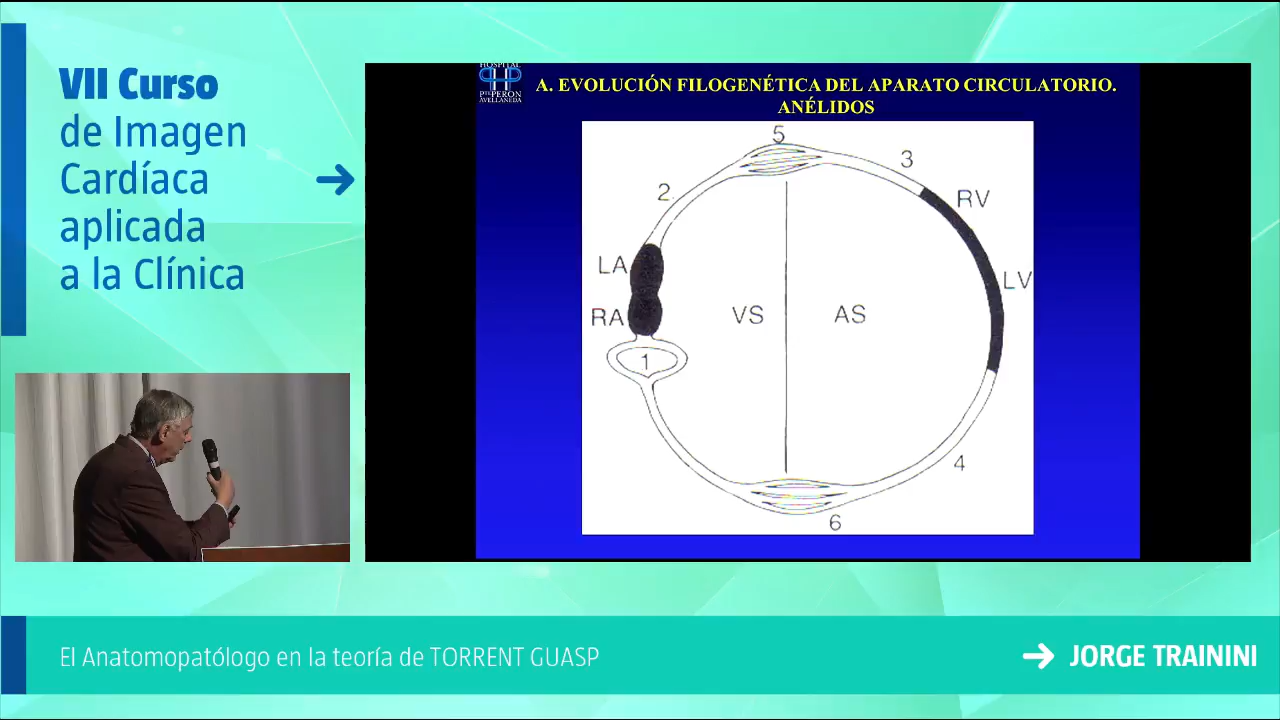 VII Curso
de Imagen
Cardíaca
aplicada
a la Clínica
HOSPITAL
PTE PERON
AVELLANEDA
A. EVOLUCIÓN FILOGENÉTICA DEL APARATO CIRCULATORIO.
ANÉLIDOS
5
3
2
RV
LA
LV
RA
VS
AS
1
4
6
El Anatomopatólogo en la teoría de TORRENT GUASP
JORGE TRAININI